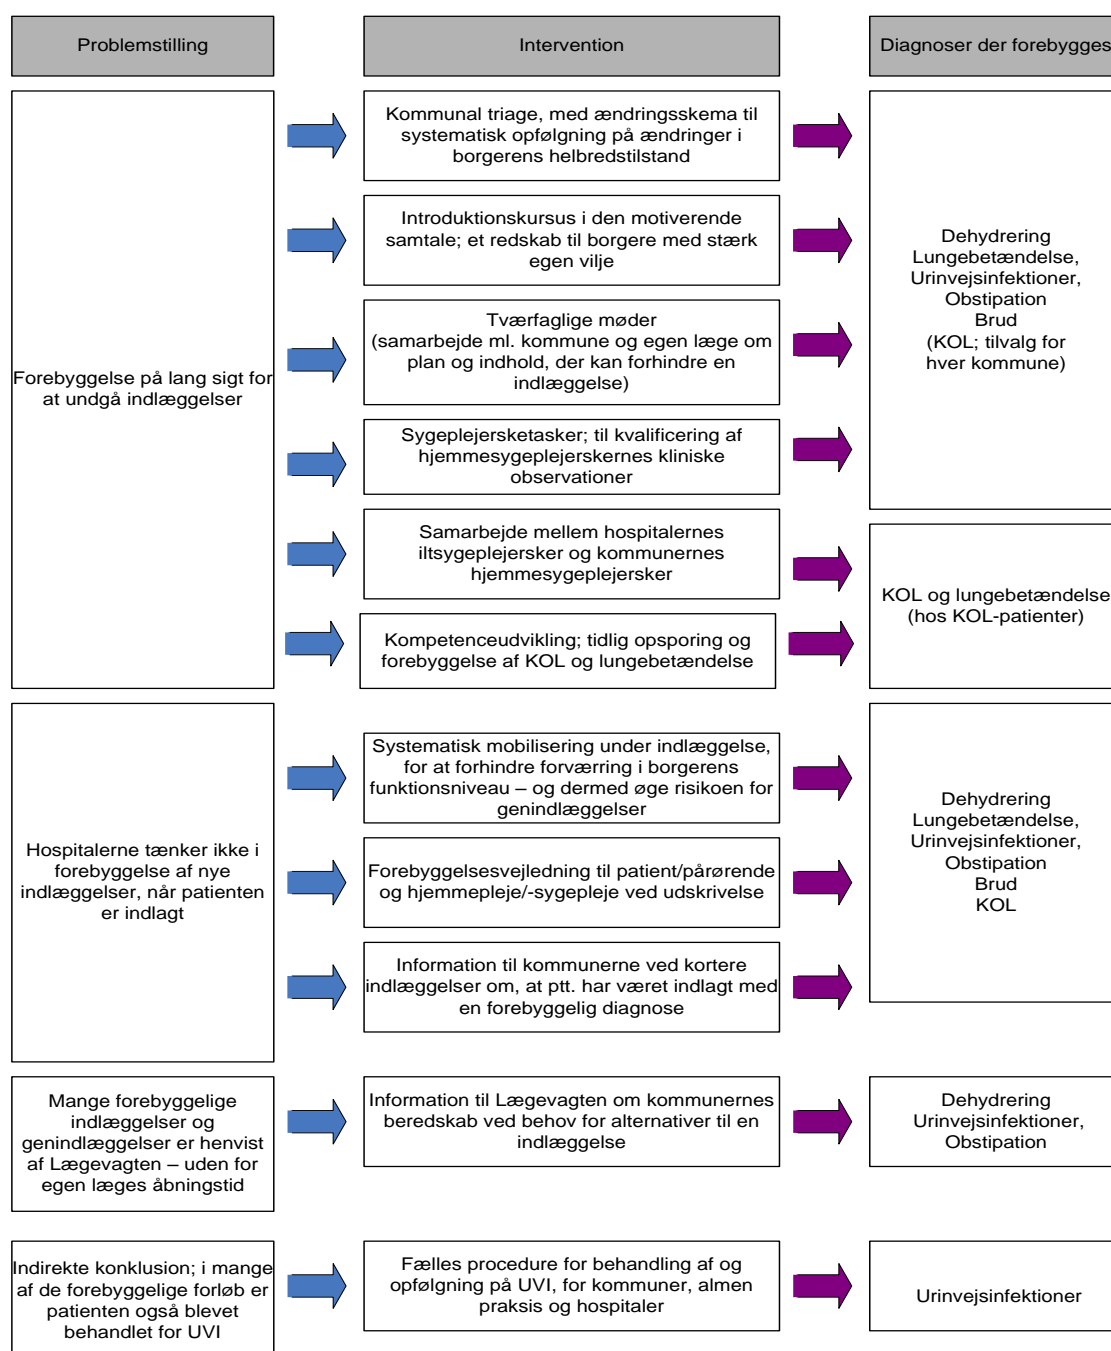 Problemstilling
Intervention
Diagnoser der forebygges
Forebyggelse på lang sigt for
at undgå indlæggelser
Kommunal triage, med ændringsskema til
systematisk opfølgning på ændringer i
borgerens helbredstilstand
Introduktionskursus i den motiverende
samtale; et redskab til borgere med stærk
egen vilje
Tværfaglige møder
(samarbejde ml. kommune og egen læge om
plan og indhold, der kan forhindre en
indlæggelse)
Sygeplejersketasker; til kvalificering af
hjemmesygeplejerskernes kliniske
observationer
Dehydrering
Lungebetændelse,
Urinvejsinfektioner,
Obstipation
Brud
(KOL; tilvalg for
hver kommune)
Samarbejde mellem hospitalernes
iltsygeplejersker og kommunernes
hjemmesygeplejersker
Kompetenceudvikling; tidlig opsporing og
forebyggelse af KOL og lungebetændelse
KOL og lungebetændelse
(hos KOL-patienter)
Hospitalerne tænker ikke i
forebyggelse af nye
indlæggelser, når patienten
er indlagt
Systematisk mobilisering under indlæggelse,
for at forhindre forværring i borgerens
funktionsniveau – og dermed øge risikoen for
genindlæggelser
Forebyggelsesvejledning til patient/pårørende
og hjemmepleje/-sygepleje ved udskrivelse
Information til kommunerne ved kortere
indlæggelser om, at ptt. har været indlagt med
en forebyggelig diagnose
Dehydrering
Lungebetændelse,
Urinvejsinfektioner,
Obstipation
Brud
KOL
Mange forebyggelige
indlæggelser og
genindlæggelser er henvist
af Lægevagten – uden for
egen læges åbningstid
Information til Lægevagten om kommunernes
beredskab ved behov for alternativer til en
indlæggelse
Dehydrering
Urinvejsinfektioner,
Obstipation
Indirekte konklusion; i mange
af de forebyggelige forløb er
patienten også blevet
behandlet for UVI
Fælles procedure for behandling af og
opfølgning på UVI, for kommuner, almen
praksis og hospitaler
Urinvejsinfektioner